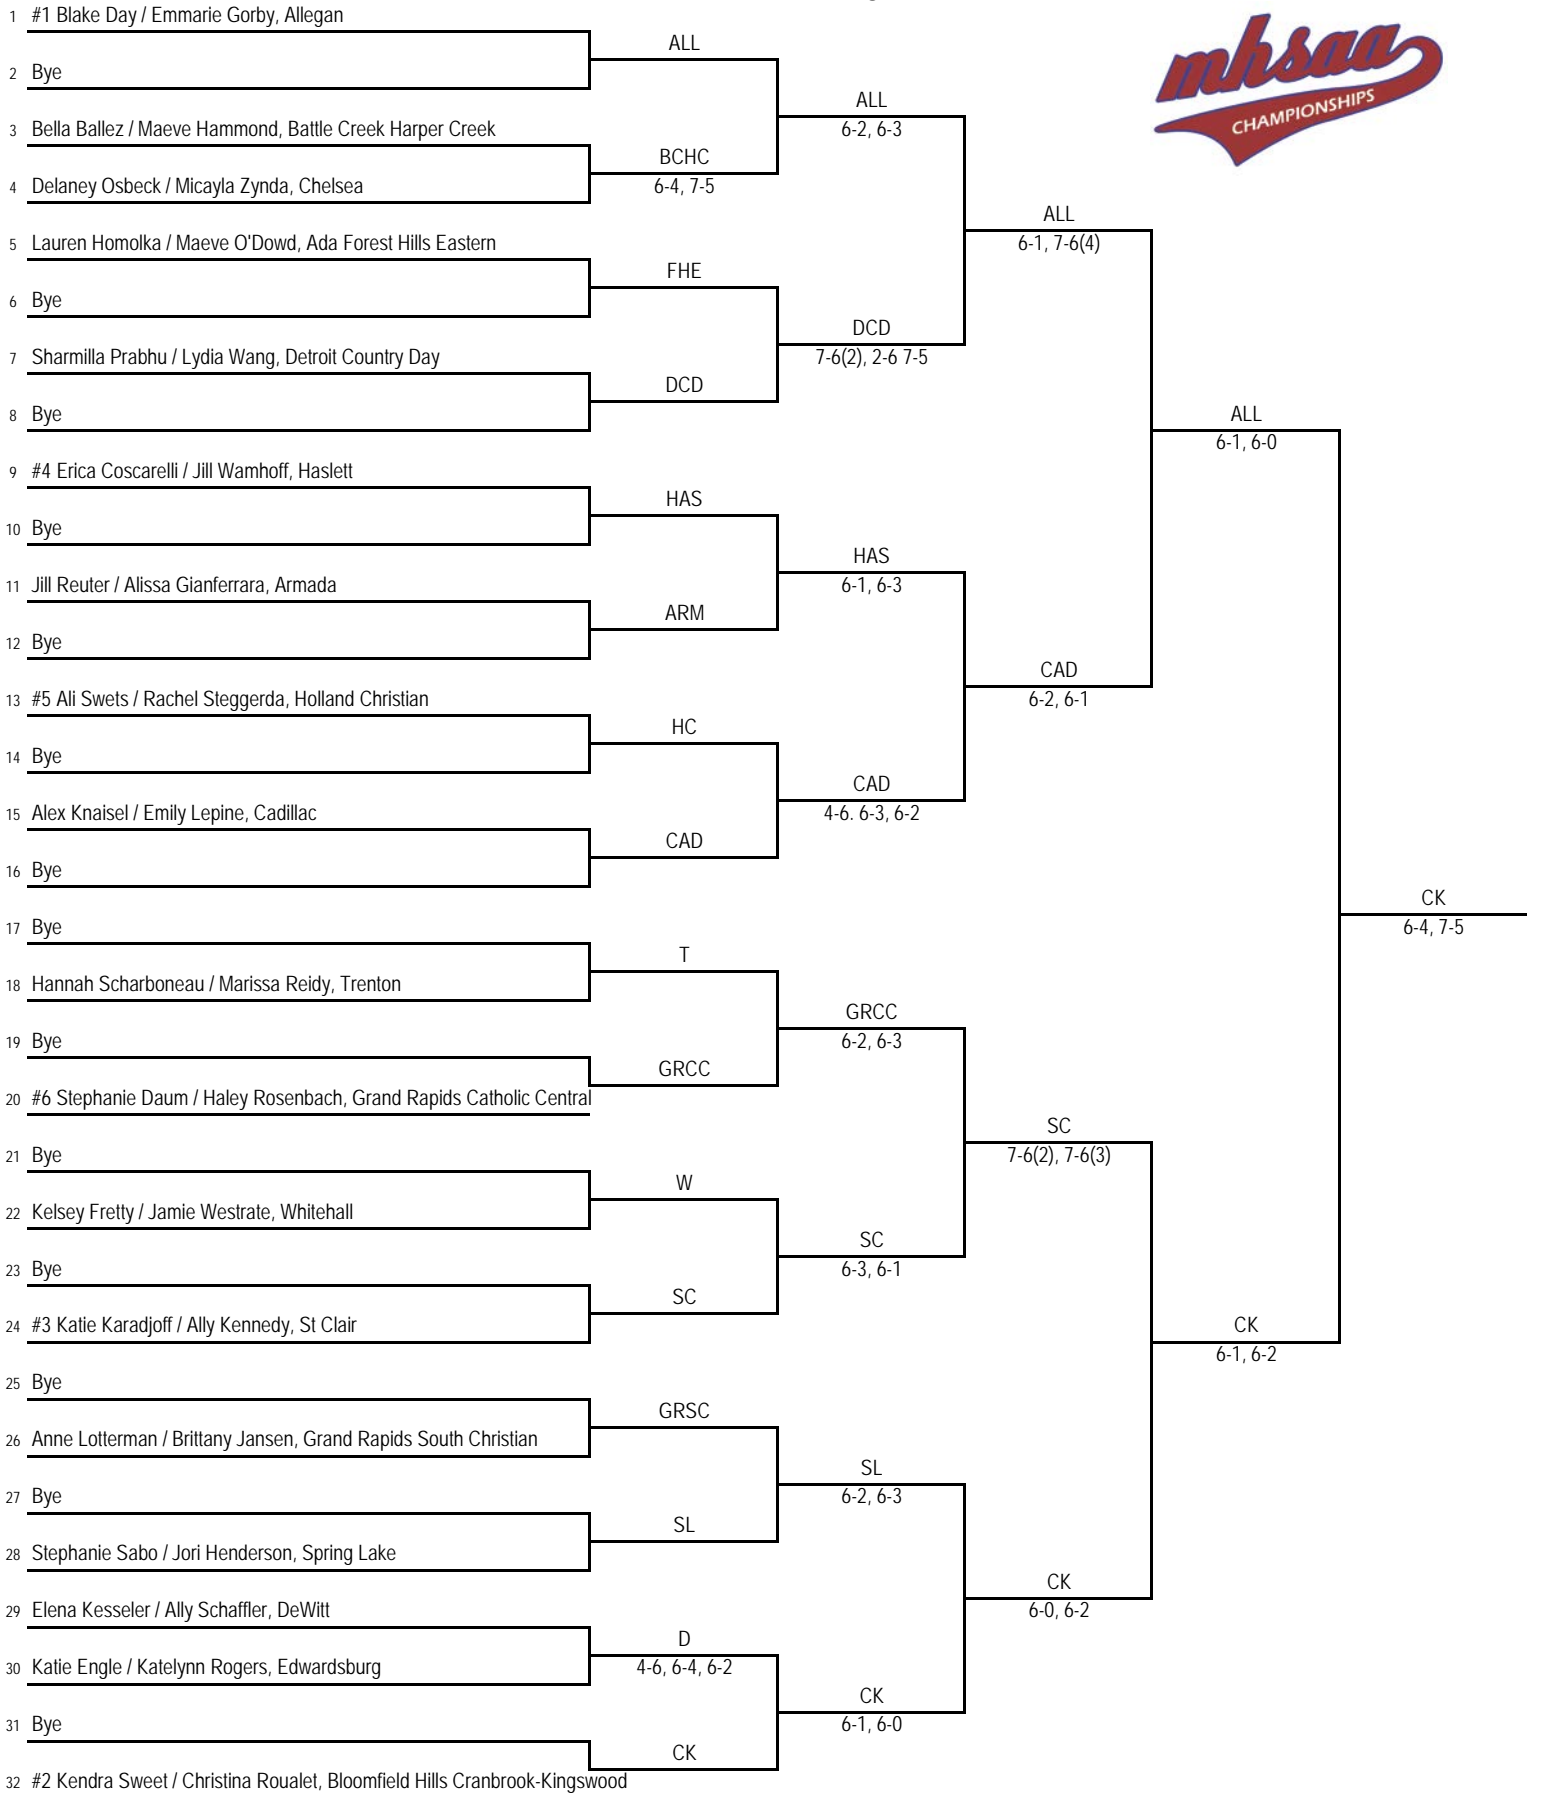 mhsaa
CHAMPIONSHIPS
1 #1 Blake Day / Emmarie Gorby, Allegan
ALL
2 Bye
ALL
6-2, 6-3
3 Bella Ballez / Maeve Hammond, Battle Creek Harper Creek
BCHC
6-4, 7-5
4 Delaney Osbeck / Micayla Zynda, Chelsea
ALL
6-1, 7-6(4)
5 Lauren Homolka / Maeve O'Dowd, Ada Forest Hills Eastern
FHE
6 Bye
DCD
7-6(2), 2-6 7-5
7 Sharmilla Prabhu / Lydia Wang, Detroit Country Day
DCD
8 Bye
ALL
6-1, 6-0
9 #4 Erica Coscarelli / Jill Wamhoff, Haslett
HAS
10 Bye
HAS
6-1, 6-3
11 Jill Reuter / Alissa Gianferrara, Armada
ARM
12 Bye
CAD
6-2, 6-1
13 #5 Ali Swets / Rachel Steggerda, Holland Christian
HC
14 Bye
CAD
4-6. 6-3, 6-2
15 Alex Knaisel / Emily Lepine, Cadillac
CAD
16 Bye
CK
6-4, 7-5
17 Bye
T
18 Hannah Scharboneau / Marissa Reidy, Trenton
GRCC
6-2, 6-3
19 Bye
GRCC
20 #6 Stephanie Daum / Haley Rosenbach, Grand Rapids Catholic Central
SC
7-6(2), 7-6(3)
21 Bye
W
22 Kelsey Fretty / Jamie Westrate, Whitehall
SC
6-3, 6-1
23 Bye
SC
24 #3 Katie Karadjoff / Ally Kennedy, St Clair
CK
6-1, 6-2
25 Bye
GRSC
26 Anne Lotterman / Brittany Jansen, Grand Rapids South Christian
SL
6-2, 6-3
27 Bye
SL
28 Stephanie Sabo / Jori Henderson, Spring Lake
CK
6-0, 6-2
29 Elena Kesseler / Ally Schaffler, DeWitt
D
4-6, 6-4, 6-2
30 Katie Engle / Katelynn Rogers, Edwardsburg
CK
6-1, 6-0
31 Bye
CK
32 #2 Kendra Sweet / Christina Roualet, Bloomfield Hills Cranbrook-Kingswood